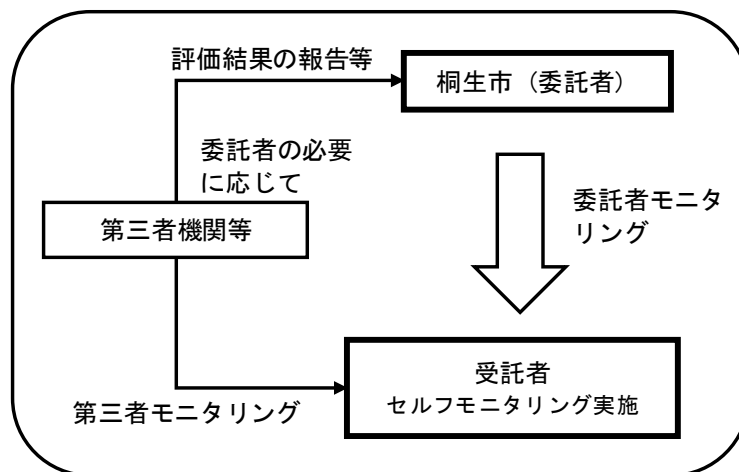 評価結果の報告等
桐生市（委託者）
委託者の必要
に応じて
第三者機関等
委託者モニタ
リング
受託者
セルフモニタリング実施
第三者モニタリング